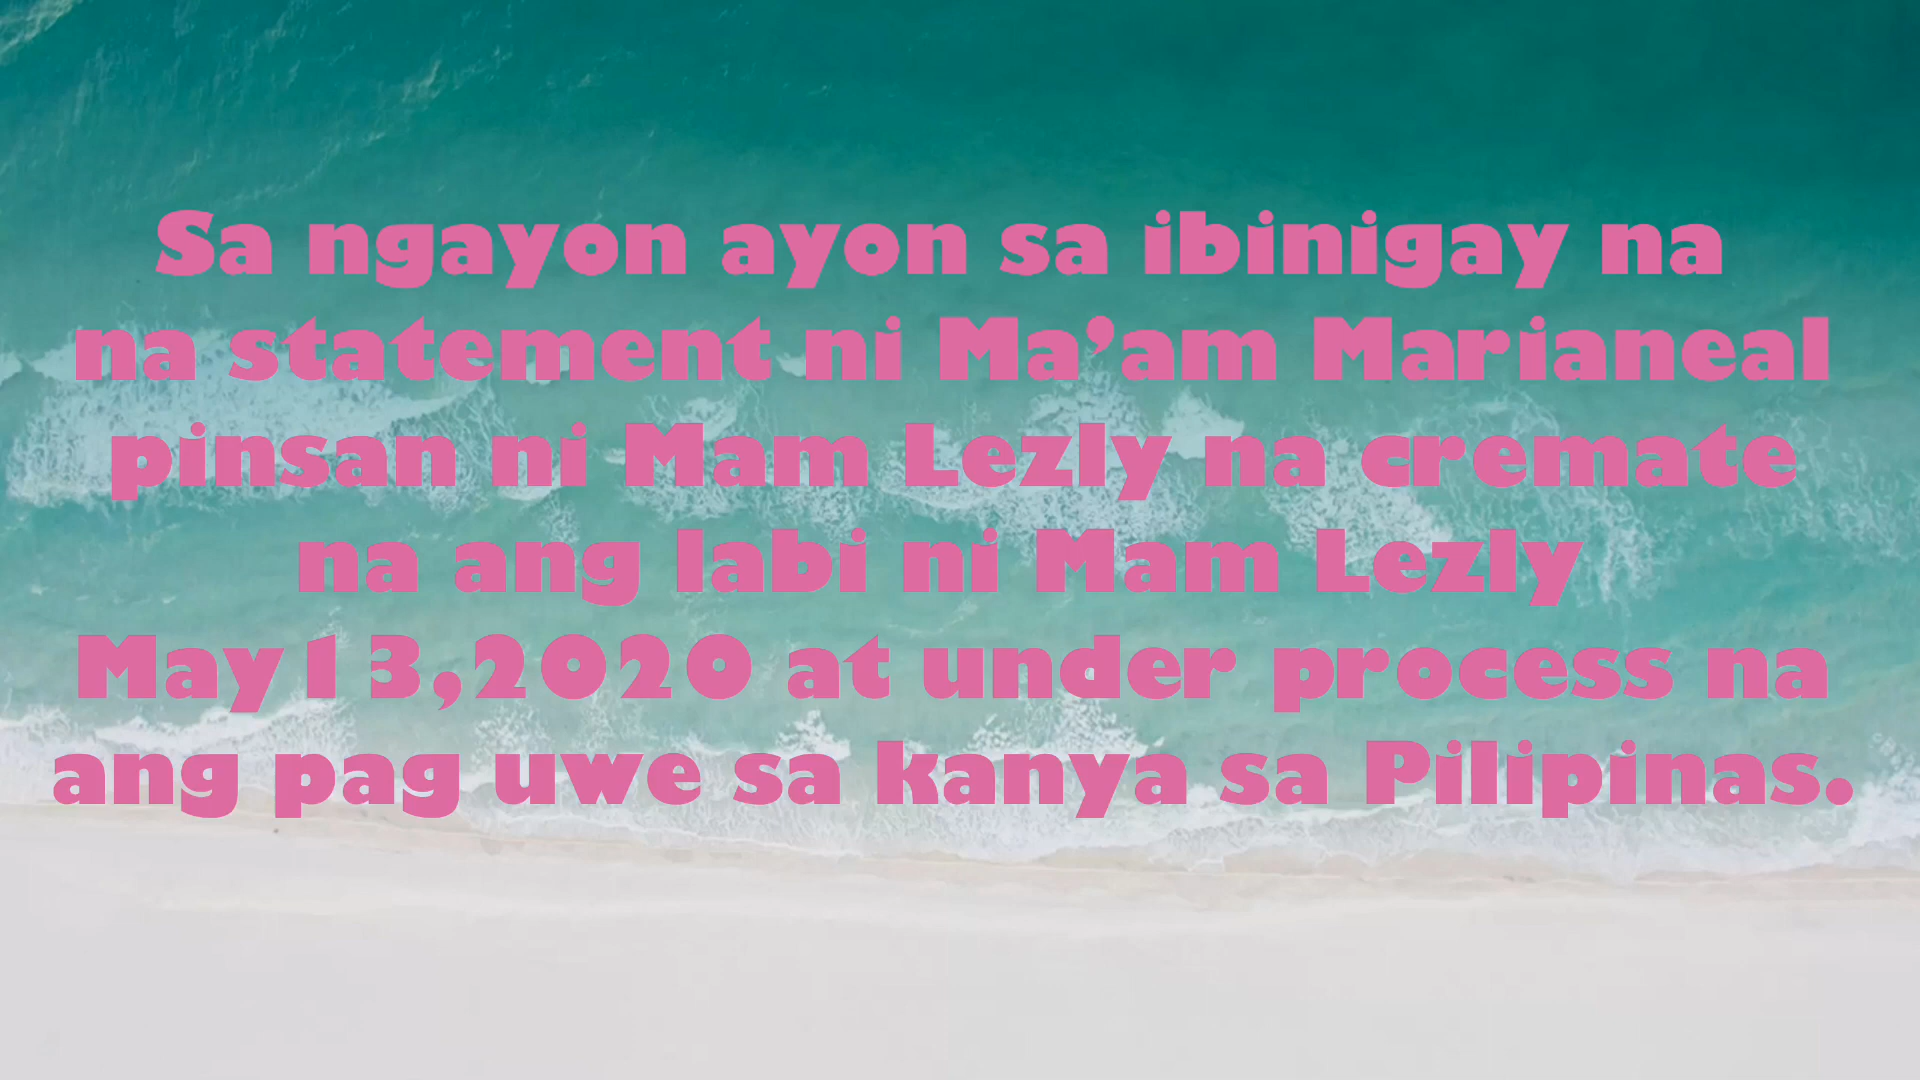 Sa ngayon ayon sa ibinigay na
na statement ni Ma'am Marianeal
pinsan ni Mam Lezly na cremate
na ang labi ni Mam Lezly
May13,2020 at under process na
ang pag uwe sa kanya sa Pilipinas.